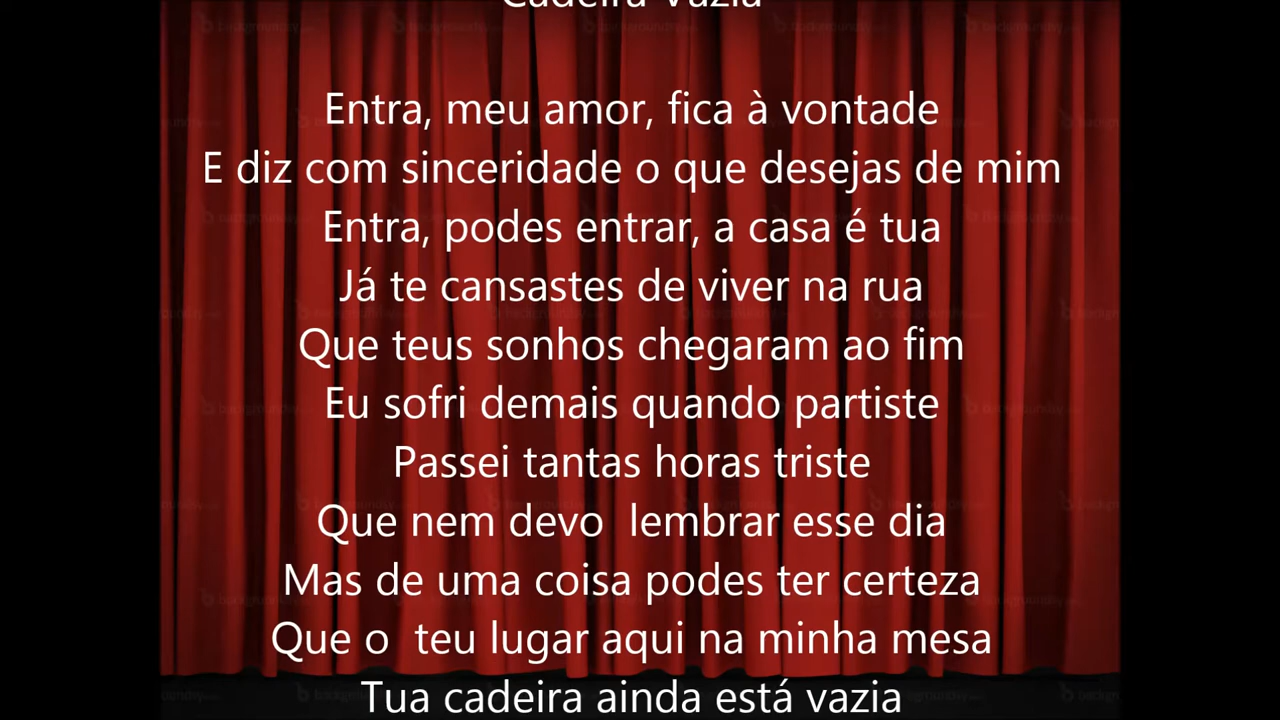 Cadeira Vazia
Entra, meu amor, fica à vontade
E diz com sinceridade o que desejas de mim
Entra, podes entrar, a casa é tua
Já te cansastes de viver na rua
Que teus sonhos chegaram ao fim
Eu sofri demais quando partiste
Passei tantas horas triste
Que nem devo  lembrar esse dia
Mas de uma coisa podes ter certeza
Que o  teu lugar aqui na minha mesa
Tua cadeira ainda está vazia